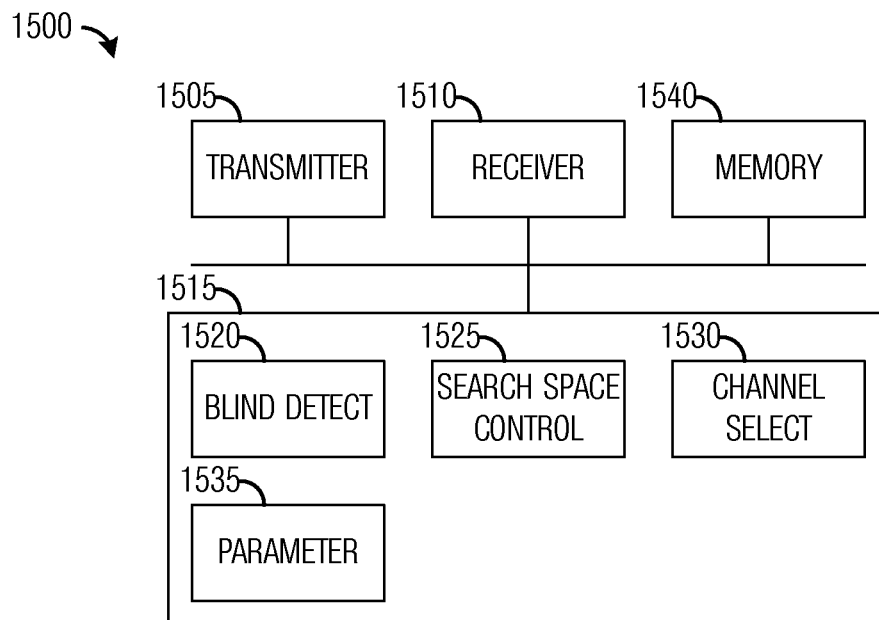 1500
1505
1510
1540
TRANSMITTER
RECEIVER
MEMORY
1515
1520
1525
1530
BLIND DETECT
SEARCH SPACE
CONTROL
CHANNEL
SELECT
1535
PARAMETER